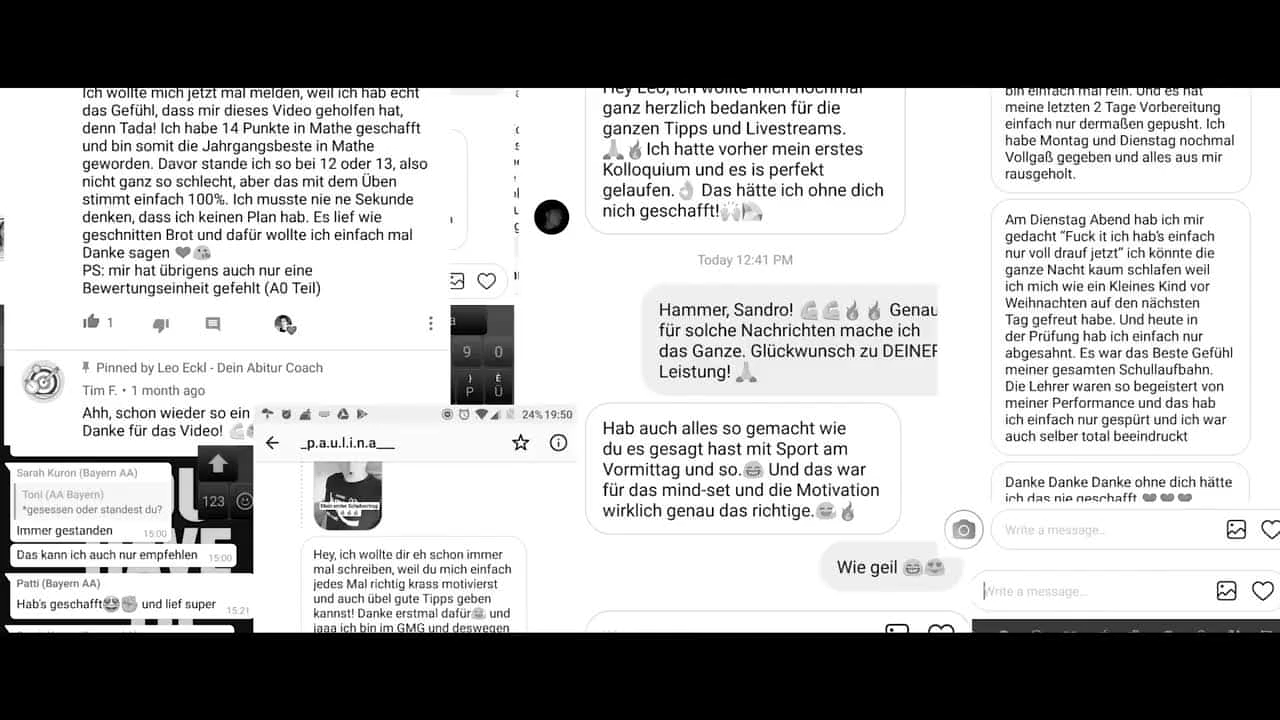 Ich wollte mich jetzt mal melden, weil ich hab echt
das Gefühl, dass mir dieses Video geholfen hat,
denn Tada! Ich habe 14 Punkte in Mathe geschafft
und bin somit die Jahrgangsbeste in Mathe
geworden. Davor stande ich so bei 12 oder 13, also
nicht ganz so schlecht, aber das mit dem Üben
stimmt einfach 100%. Ich musste nie ne Sekunde
denken, dass ich keinen Plan hab. Es lief wie
geschnitten Brot und dafür wollte ich einfach mal
Danke sagen ❤😘
PS: mir hat übrigens auch nur eine
Bewertungseinheit gefehlt (A0 Teil)
1
Pinned by Leo Eckl - Dein Abitur Coach
Tim F. • 1 month ago
Ahh, schon wieder so ein
Danke für das Video! 💪
9 0
P Ü
123
Sarah Kuron (Bayern AA)
Toni (AA Bayern)
*gesessen oder standest du?
Immer gestanden 15:00
Das kann ich auch nur empfehlen 15:00
Patti (Bayern AA)
Hab's geschafft😍✊ und lief super 15:21
24% 19:50
_p.a.u.l.i.n.a___
Hey, ich wollte dir eh schon immer
mal schreiben, weil du mich einfach
jedes Mal richtig krass motivierst
und auch übel gute Tipps geben
kannst! Danke erstmal dafür😊 und
jaaa ich bin im GMG und deswegen
Hey Leo, ich wollte mich nochmal
ganz herzlich bedanken für die
ganzen Tipps und Livestreams.
🙏🔥Ich hatte vorher mein erstes
Kolloquium und es is perfekt
gelaufen.👌 Das hätte ich ohne dich
nich geschafft!🙌
Today 12:41 PM
Hammer, Sandro! 💪💪🔥🔥 Genau
für solche Nachrichten mache ich
das Ganze. Glückwunsch zu DEINER
Leistung! 🙏
Hab auch alles so gemacht wie
du es gesagt hast mit Sport am
Vormittag und so.😂 Und das war
für das mind-set und die Motivation
wirklich genau das richtige.😂🔥
Wie geil 😂😍
bin einfach mal rein. Und es hat
meine letzten 2 Tage Vorbereitung
einfach nur dermaßen gepusht. Ich
habe Montag und Dienstag nochmal
Vollgaß gegeben und alles aus mir
rausgeholt.
Am Dienstag Abend hab ich mir
gedacht "Fuck it ich hab's einfach
nur voll drauf jetzt" ich könnte die
ganze Nacht kaum schlafen weil
ich mich wie ein Kleines Kind vor
Weihnachten auf den nächsten
Tag gefreut habe. Und heute in
der Prüfung hab ich einfach nur
abgesahnt. Es war das Beste Gefühl
meiner gesamten Schullaufbahn.
Die Lehrer waren so begeistert von
meiner Performance und das hab
ich einfach nur gespürt und ich war
auch selber total beeindruckt
Danke Danke Danke ohne dich hätte
ich das nie geschafft ❤❤❤
Write a message...
Write a message...